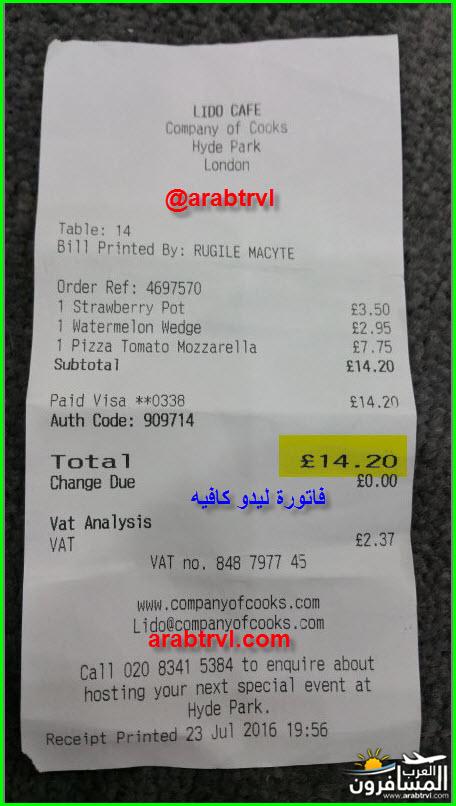 LIDO CAFE
Company of Cooks
Hyde Park
London
@arabtrvl
Table: 14
Bill Printed By: RUGILE MACYTE
Order Ref: 4697570
1 Strawberry Pot £3.50
1 Watermelon Wedge £2.95
1 Pizza Tomato Mozzarella £7.75
Subtotal £14.20
Paid Visa **0338 £14.20
Auth Code: 909714
Total £14.20
Change Due £0.00
فاتورة ليدو كافيه
Vat Analysis
VAT £2.37
VAT no. 848 7977 45
www.companyofcooks.com
Lido@companyofcooks.com
arabtrvl.com
Call 020 8341 5384 to enquire about
hosting your next special event at
Hyde Park.
Receipt Printed 23 Jul 2016 19:56
العرب
المسافرون
www.arabtrvl.com